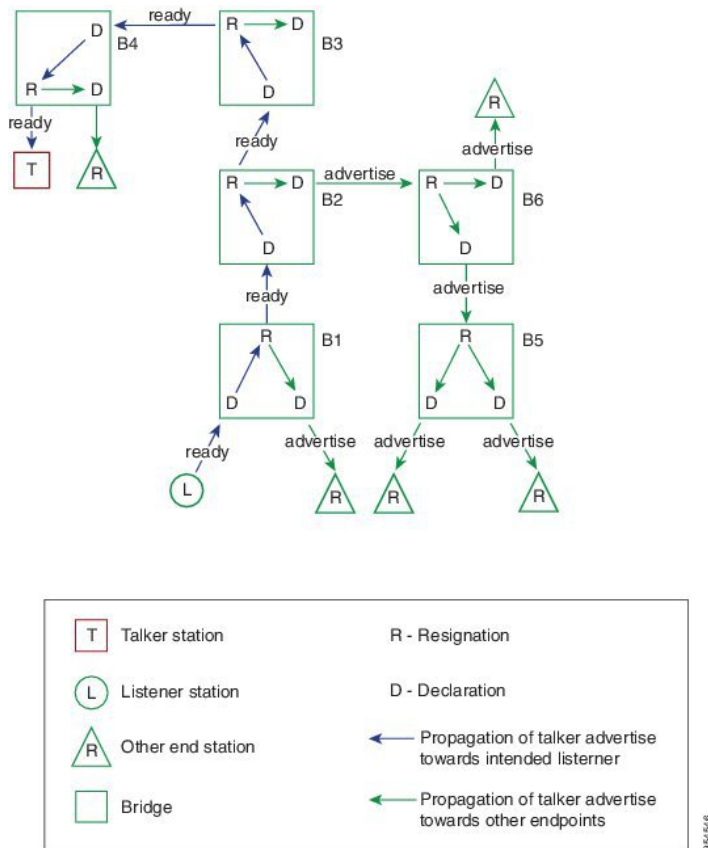 ready
R D
D
B4
B3
R D
D
ready
ready
R
T
R
advertise
R D
advertise
R D
B2
B6
D
D
ready
advertise
R
B1
R
B5
D D
D D
ready
advertise
advertise
advertise
L
R
R
R
T Talker station
R - Resignation
L Listener station
D - Declaration
R Other end station
Propagation of talker advertise
towards intended listerner
Bridge
Propagation of talker advertise
towards other endpoints